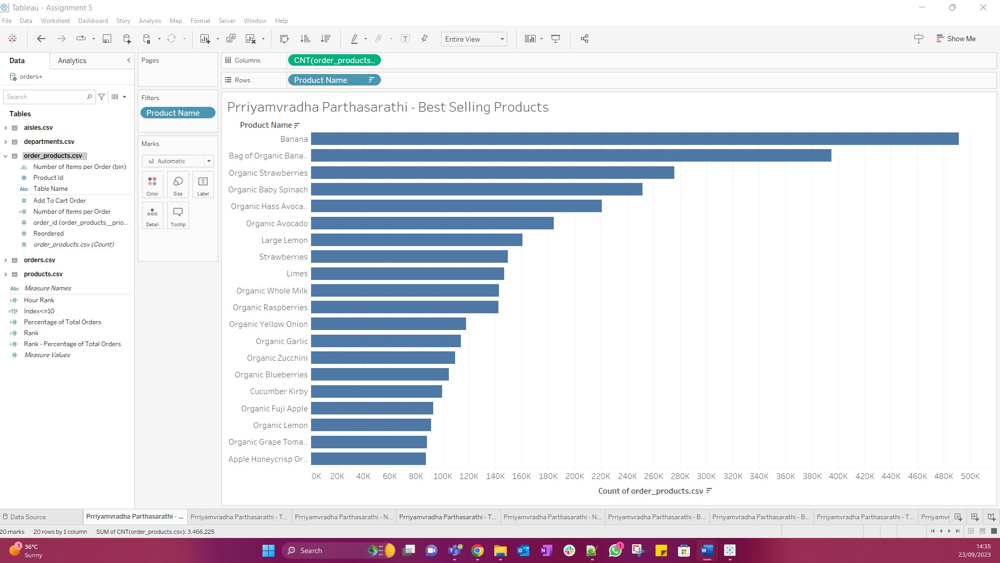 Tableau - Assignment 5
File Data Worksheet Dashboard Story Analysis Map Format Server Window Help
Entire View
Show Me
Data
Analytics
orders+
Search
Tables
aisles.csv
departments.csv
order_products.csv
Number of Items per Order (bin)
Product Id
Abc Table Name
Add To Cart Order
Number of Items per Order
order_id (order_products__prio...
Reordered
order_products.csv (Count)
orders.csv
products.csv
Abc Measure Names
Hour Rank
=T|F Index<=10
Percentage of Total Orders
Rank
Rank - Percentage of Total Orders
Measure Values
Pages
Filters
Product Name
Marks
Automatic
Color
Size
Label
Detail
Tooltip
Columns
CNT(order_products..
Rows
Product Name
Prriyamvradha Parthasarathi - Best Selling Products
Product Name
Banana
Bag of Organic Bana..
Organic Strawberries
Organic Baby Spinach
Organic Hass Avoca..
Organic Avocado
Large Lemon
Strawberries
Limes
Organic Whole Milk
Organic Raspberries
Organic Yellow Onion
Organic Garlic
Organic Zucchini
Organic Blueberries
Cucumber Kirby
Organic Fuji Apple
Organic Lemon
Organic Grape Toma..
Apple Honeycrisp Or..
0K 20K 40K 60K 80K 100K 120K 140K 160K 180K 200K 220K 240K 260K 280K 300K 320K 340K 360K 380K 400K 420K 440K 460K 480K 500K
Count of order_products.csv
Data Source
Prriyamvradha Parthasarathi - ...
Prriyamvradha Parthasarathi - T...
Prriyamvradha Parthasarathi - N...
Prriyamvradha Parthasarathi - T...
Prriyamvradha Parthasarathi - N...
Prriyamvradha Parthasarathi - B...
Prriyamvradha Parthasarathi - B...
Prriyamvradha Parthasarathi - T...
Prriyamvr
20 marks 20 rows by 1 column SUM of CNT(order_products.csv): 3,466,225
1
36°C
Sunny
Search
1
14:35
23/09/2023